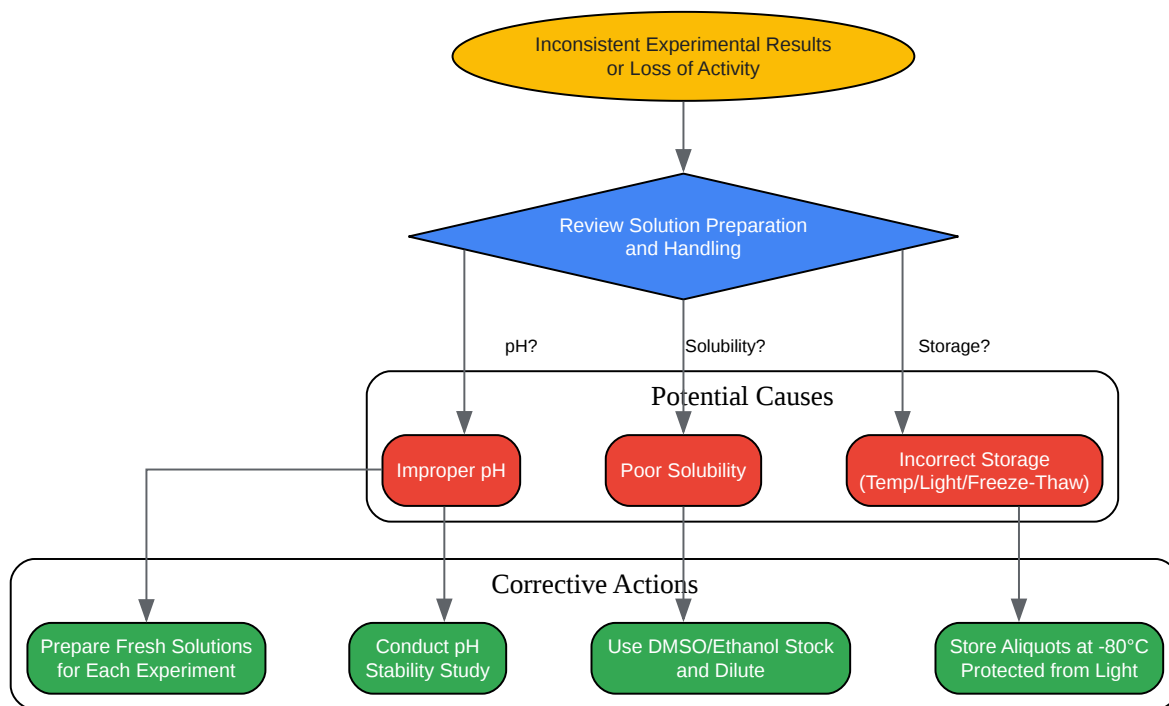 Inconsistent Experimental Results
or Loss of Activity
Review Solution Preparation
and Handling
pH?
Solubility?
Storage?
Potential Causes
Improper pH
Poor Solubility
Incorrect Storage
(Temp/Light/Freeze-Thaw)
Corrective Actions
Prepare Fresh Solutions
for Each Experiment
Conduct pH
Stability Study
Use DMSO/Ethanol Stock
and Dilute
Store Aliquots at -80°C
Protected from Light